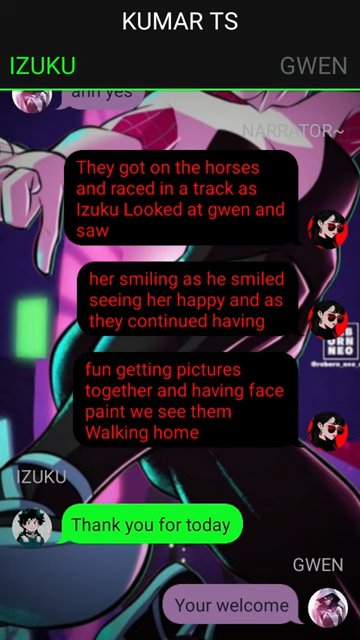 KUMAR TS
IZUKU
GWEN
ahh yes
NARRATOR~
They got on the horses
and raced in a track as
Izuku Looked at gwen and
saw
her smiling as he smiled
seeing her happy and as
they continued having
fun getting pictures
together and having face
paint we see them
Walking home
IZUKU
Thank you for today
GWEN
Your welcome